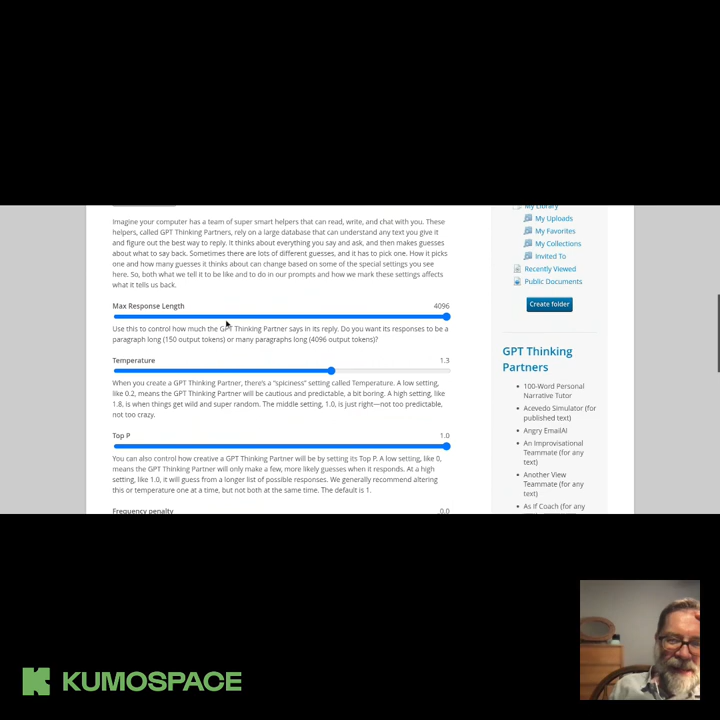 Imagine your computer has a team of super smart helpers that can read, write, and chat with you. These
helpers, called GPT Thinking Partners, rely on a large database that can understand any text you give it
and figure out the best way to reply. It thinks about everything you say and ask, and then makes guesses
about what to say back. Sometimes there are lots of different guesses, and it has to pick one. How it picks
one and how many guesses it thinks about can change based on some of the special settings you see
here. So, both what we tell it to be like and to do in our prompts and how we mark these settings affects
what it tells us back.
Max Response Length 4096
Use this to control how much the GPT Thinking Partner says in its reply. Do you want its responses to be a
paragraph long (150 output tokens) or many paragraphs long (4096 output tokens)?
Temperature 1.3
When you create a GPT Thinking Partner, there's a "spiciness" setting called Temperature. A low setting,
like 0.2, means the GPT Thinking Partner will be cautious and predictable, a bit boring. A high setting, like
1.8, is when things get wild and super random. The middle setting, 1.0, is just right—not too predictable,
not too crazy.
Top P 1.0
You can also control how creative a GPT Thinking Partner will be by setting its Top P. A low setting, like 0,
means the GPT Thinking Partner will only make a few, more likely guesses when it responds. At a high
setting, like 1.0, it will guess from a longer list of possible responses. We generally recommend altering
this or temperature one at a time, but not both at the same time. The default is 1.
Frequency penalty 0.0
My Library
My Uploads
My Favorites
My Collections
Invited To
Recently Viewed
Public Documents
Create folder
GPT Thinking
Partners
100-Word Personal
Narrative Tutor
Acevedo Simulator (for
published text)
Angry EmailAI
An Improvisational
Teammate (for any
text)
Another View
Teammate (for any
text)
As If Coach (for any
KUMOSPACE